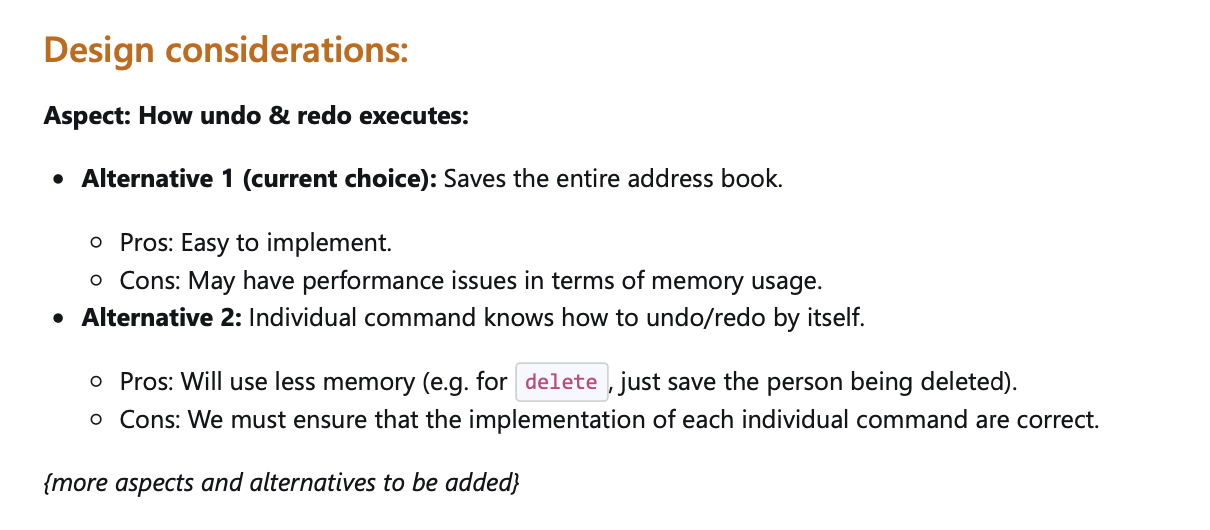 Design considerations:
Aspect: How undo & redo executes:
• Alternative 1 (current choice): Saves the entire address book.
○ Pros: Easy to implement.
○ Cons: May have performance issues in terms of memory usage.
• Alternative 2: Individual command knows how to undo/redo by itself.
○ Pros: Will use less memory (e.g. for delete, just save the person being deleted).
○ Cons: We must ensure that the implementation of each individual command are correct.
{more aspects and alternatives to be added}